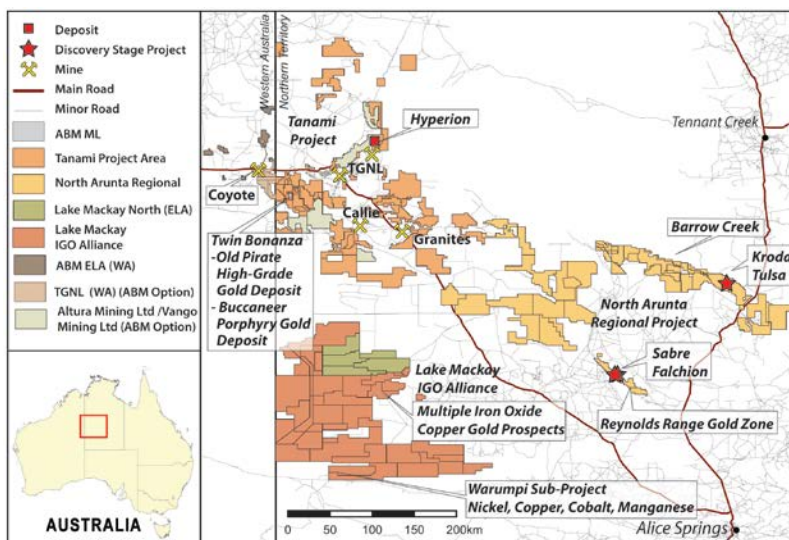 Deposit
Discovery Stage Project
Mine
Main Road
Minor Road
ABM ML
Tanami Project Area
North Arunta Regional
Lake Mackay North (ELA)
Lake Mackay
IGO Alliance
ABM ELA (WA)
TGNL (WA) (ABM Option)
Altura Mining Ltd /Vango
Mining Ltd (ABM Option)
AUSTRALIA
Western Australia
Northern Territory
Tanami
Project
Hyperion
Tennant Creek
TGNL
Coyote
Callie
Granites
Twin Bonanza
-Old Pirate
High-Grade
Gold Deposit
- Buccaneer
Porphyry Gold
Deposit
Barrow Creek
Kroda
Tulsa
North Arunta
Regional Project
Sabre
Falchion
Lake Mackay
IGO Alliance
Multiple Iron Oxide
Copper Gold Prospects
Reynolds Range Gold Zone
Warumpi Sub-Project
Nickel, Copper, Cobalt, Manganese
0 50 100 150 200km
Alice Springs